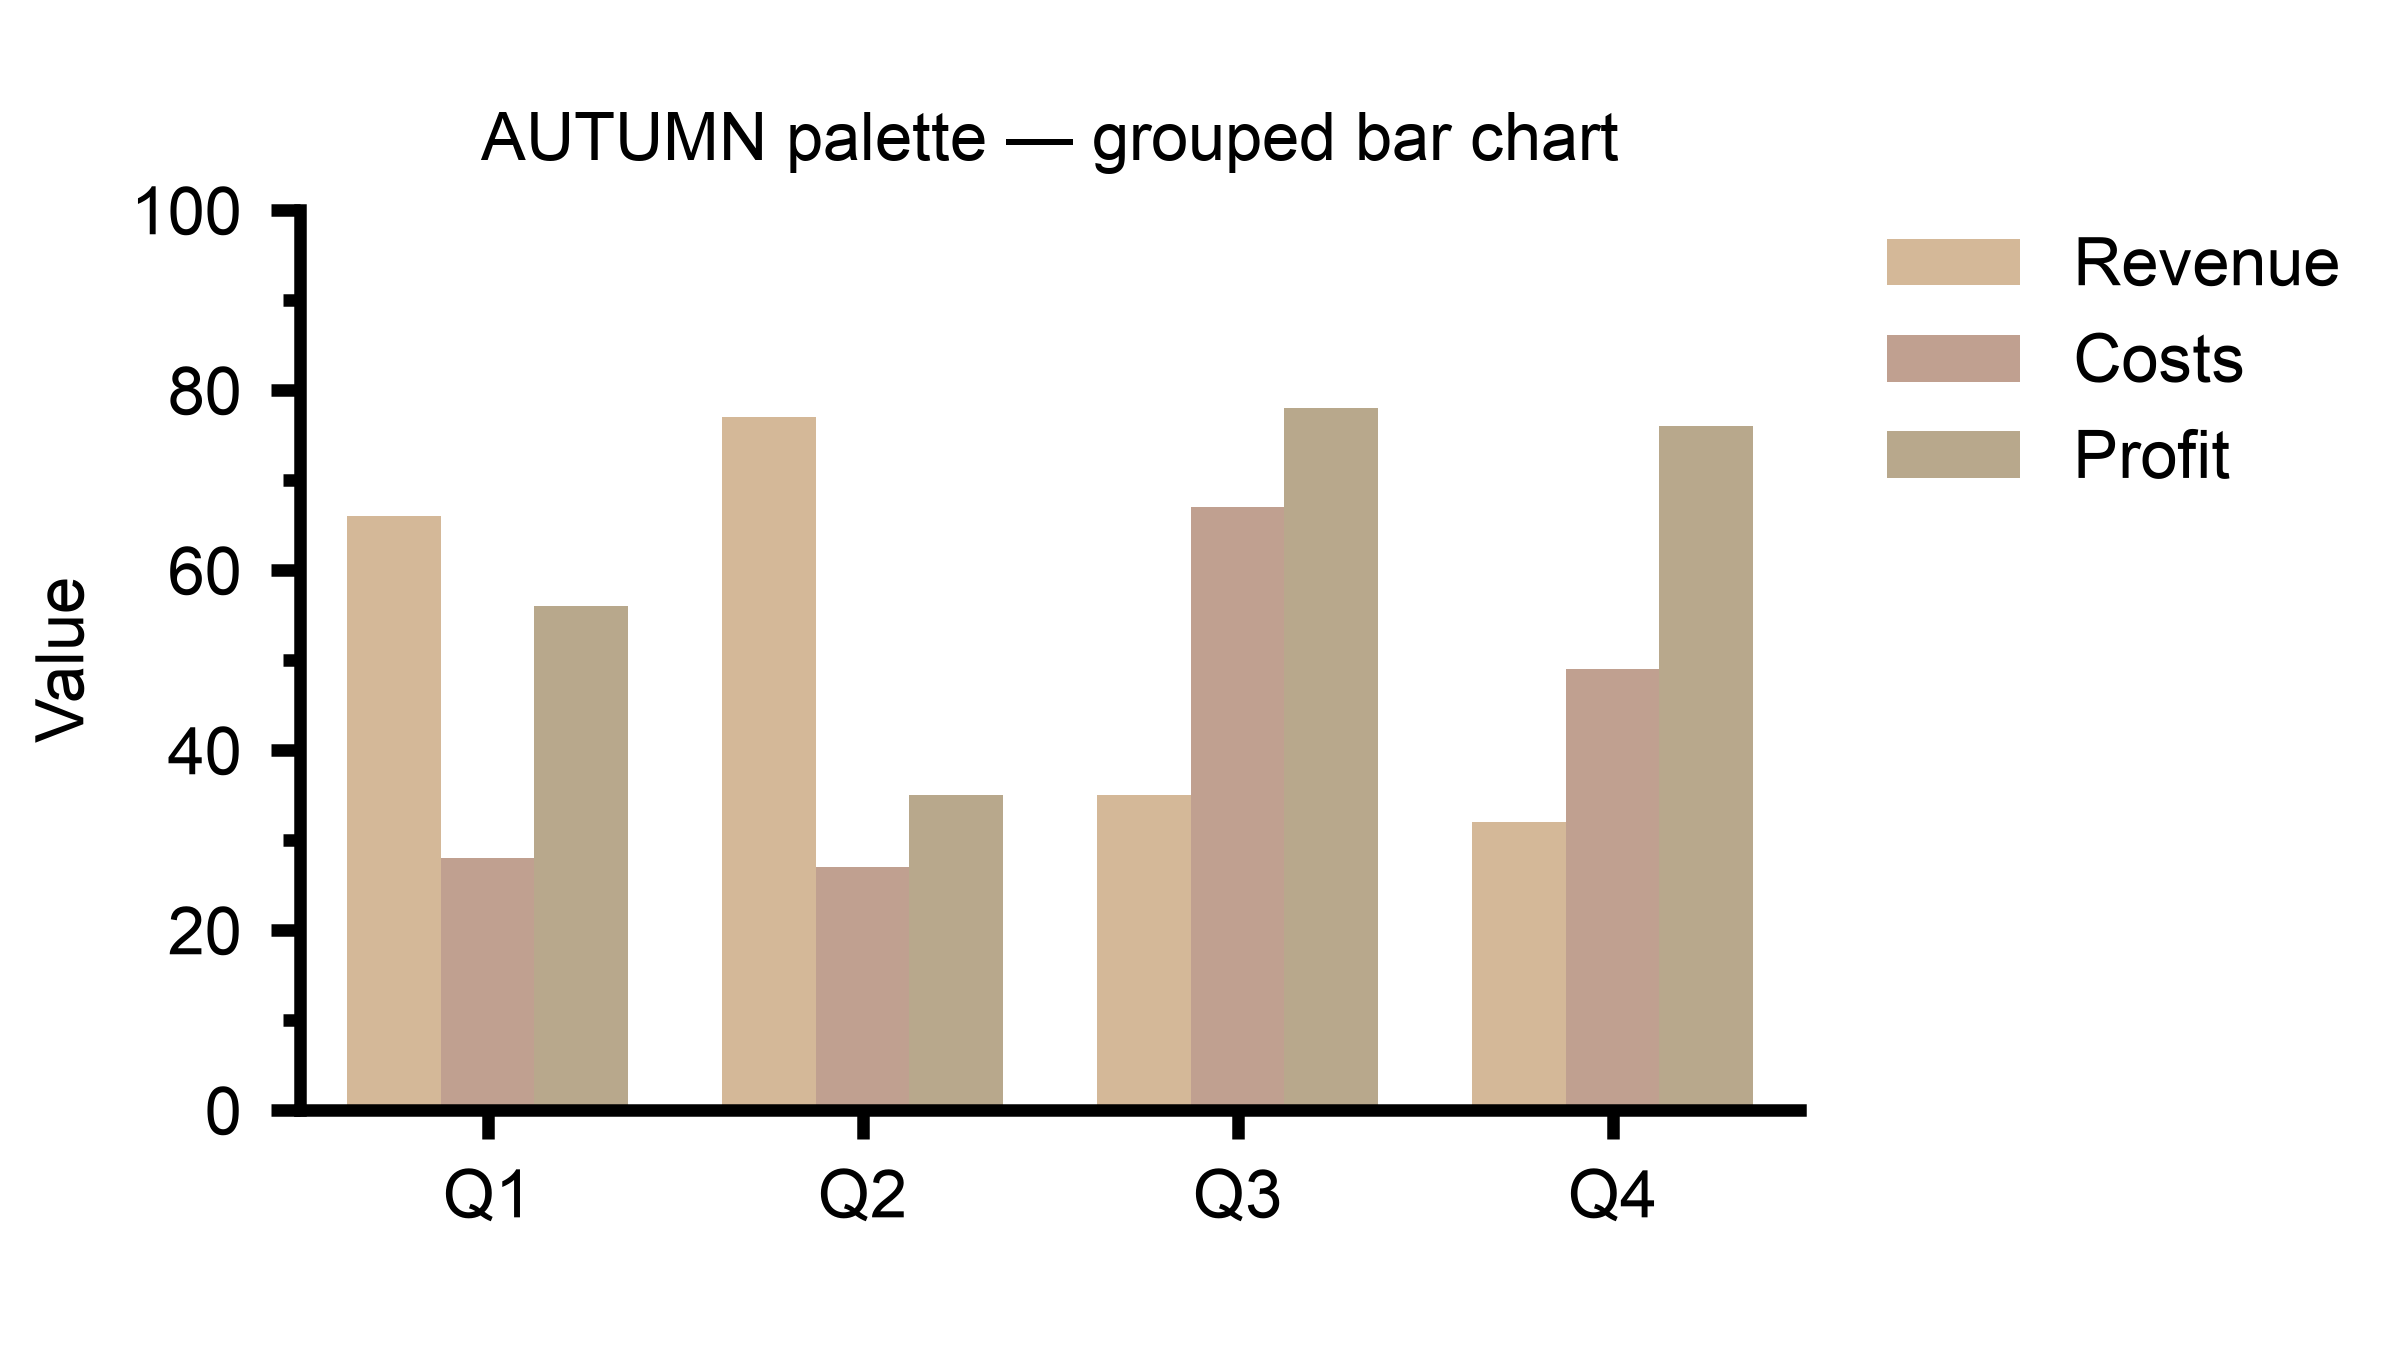 AUTUMN palette — grouped bar chart
100
80
60
40
20
0
Value
Q1 Q2 Q3 Q4
Revenue
Costs
Profit